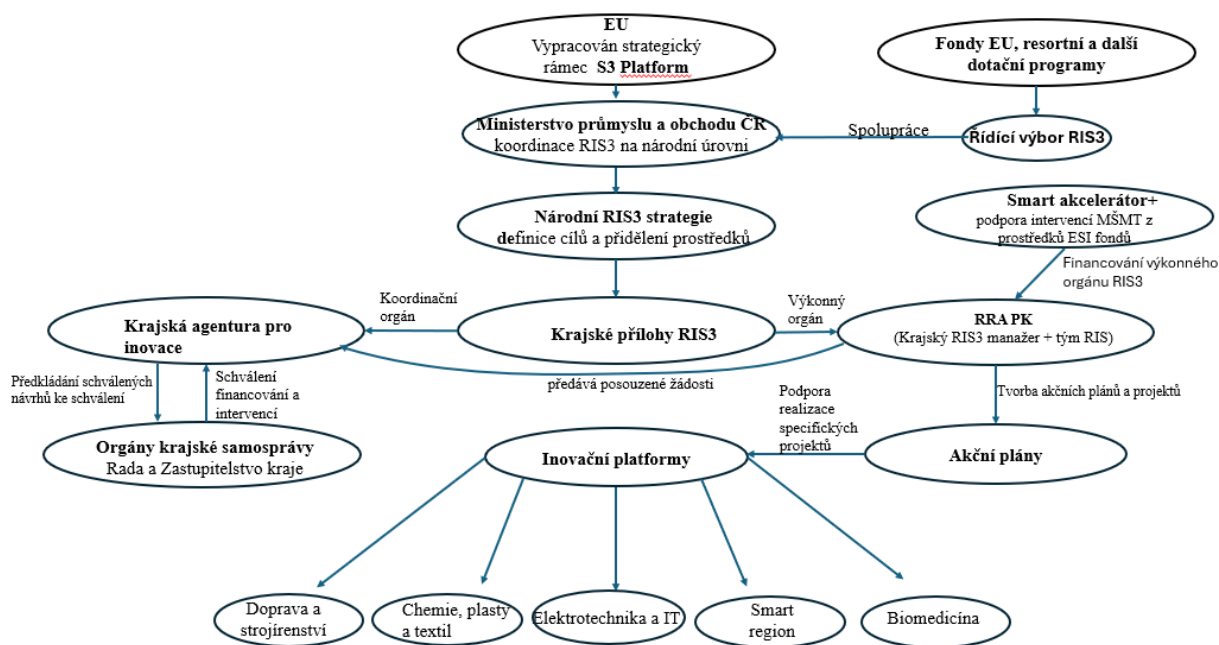 EU
Vypracován strategický
rámec S3 Platform
Fondy EU, resortní a další
dotační programy
Ministerstvo průmyslu a obchodu ČR
koordinace RIS3 na národní úrovni
Spolupráce
Řídící výbor RIS3
Národní RIS3 strategie
definice cílů a přidělení prostředků
Smart akcelerátor+
podpora intervencí MŠMT z
prostředků ESI fondů
Financování výkonného
orgánu RIS3
Koordinační
orgán
Výkonný
orgán
Krajská agentura pro
inovace
Krajské přílohy RIS3
RRA PK
(Krajský RIS3 manažer + tým RIS)
předává posouzené žádosti
Předkládání schválených
návrhů ke schválení
Schválení
financování a
intervencí
Podpora
realizace
specifických
projektů
Tvorba akčních plánů a projektů
Orgány krajské samosprávy
Rada a Zastupitelstvo kraje
Inovační platformy
Akční plány
Doprava a
strojírenství
Chemie, plasty
a textil
Elektrotechnika a IT
Smart
region
Biomedicína